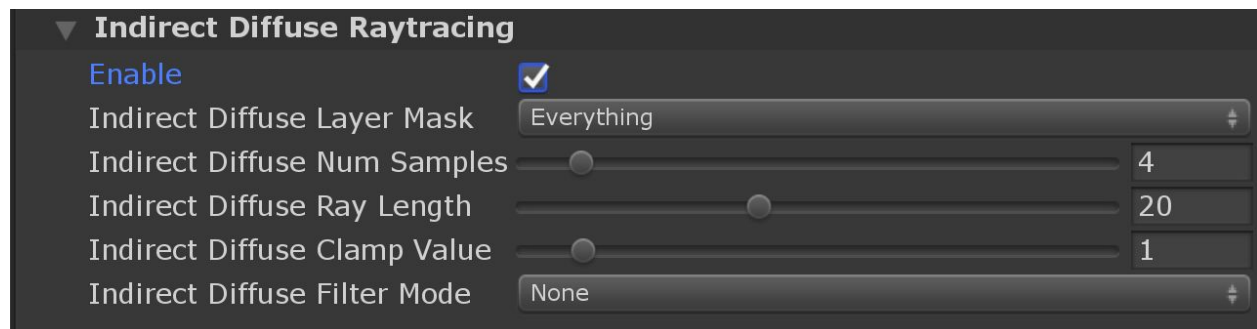 Indirect Diffuse Raytracing
Enable
Indirect Diffuse Layer Mask Everything
Indirect Diffuse Num Samples 4
Indirect Diffuse Ray Length 20
Indirect Diffuse Clamp Value 1
Indirect Diffuse Filter Mode None